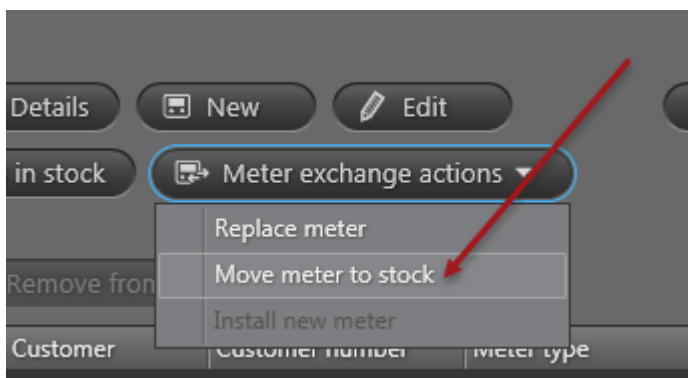 Details New Edit
in stock Meter exchange actions
Replace meter
Move meter to stock
Remove from
Install new meter
Customer Customer number Meter type